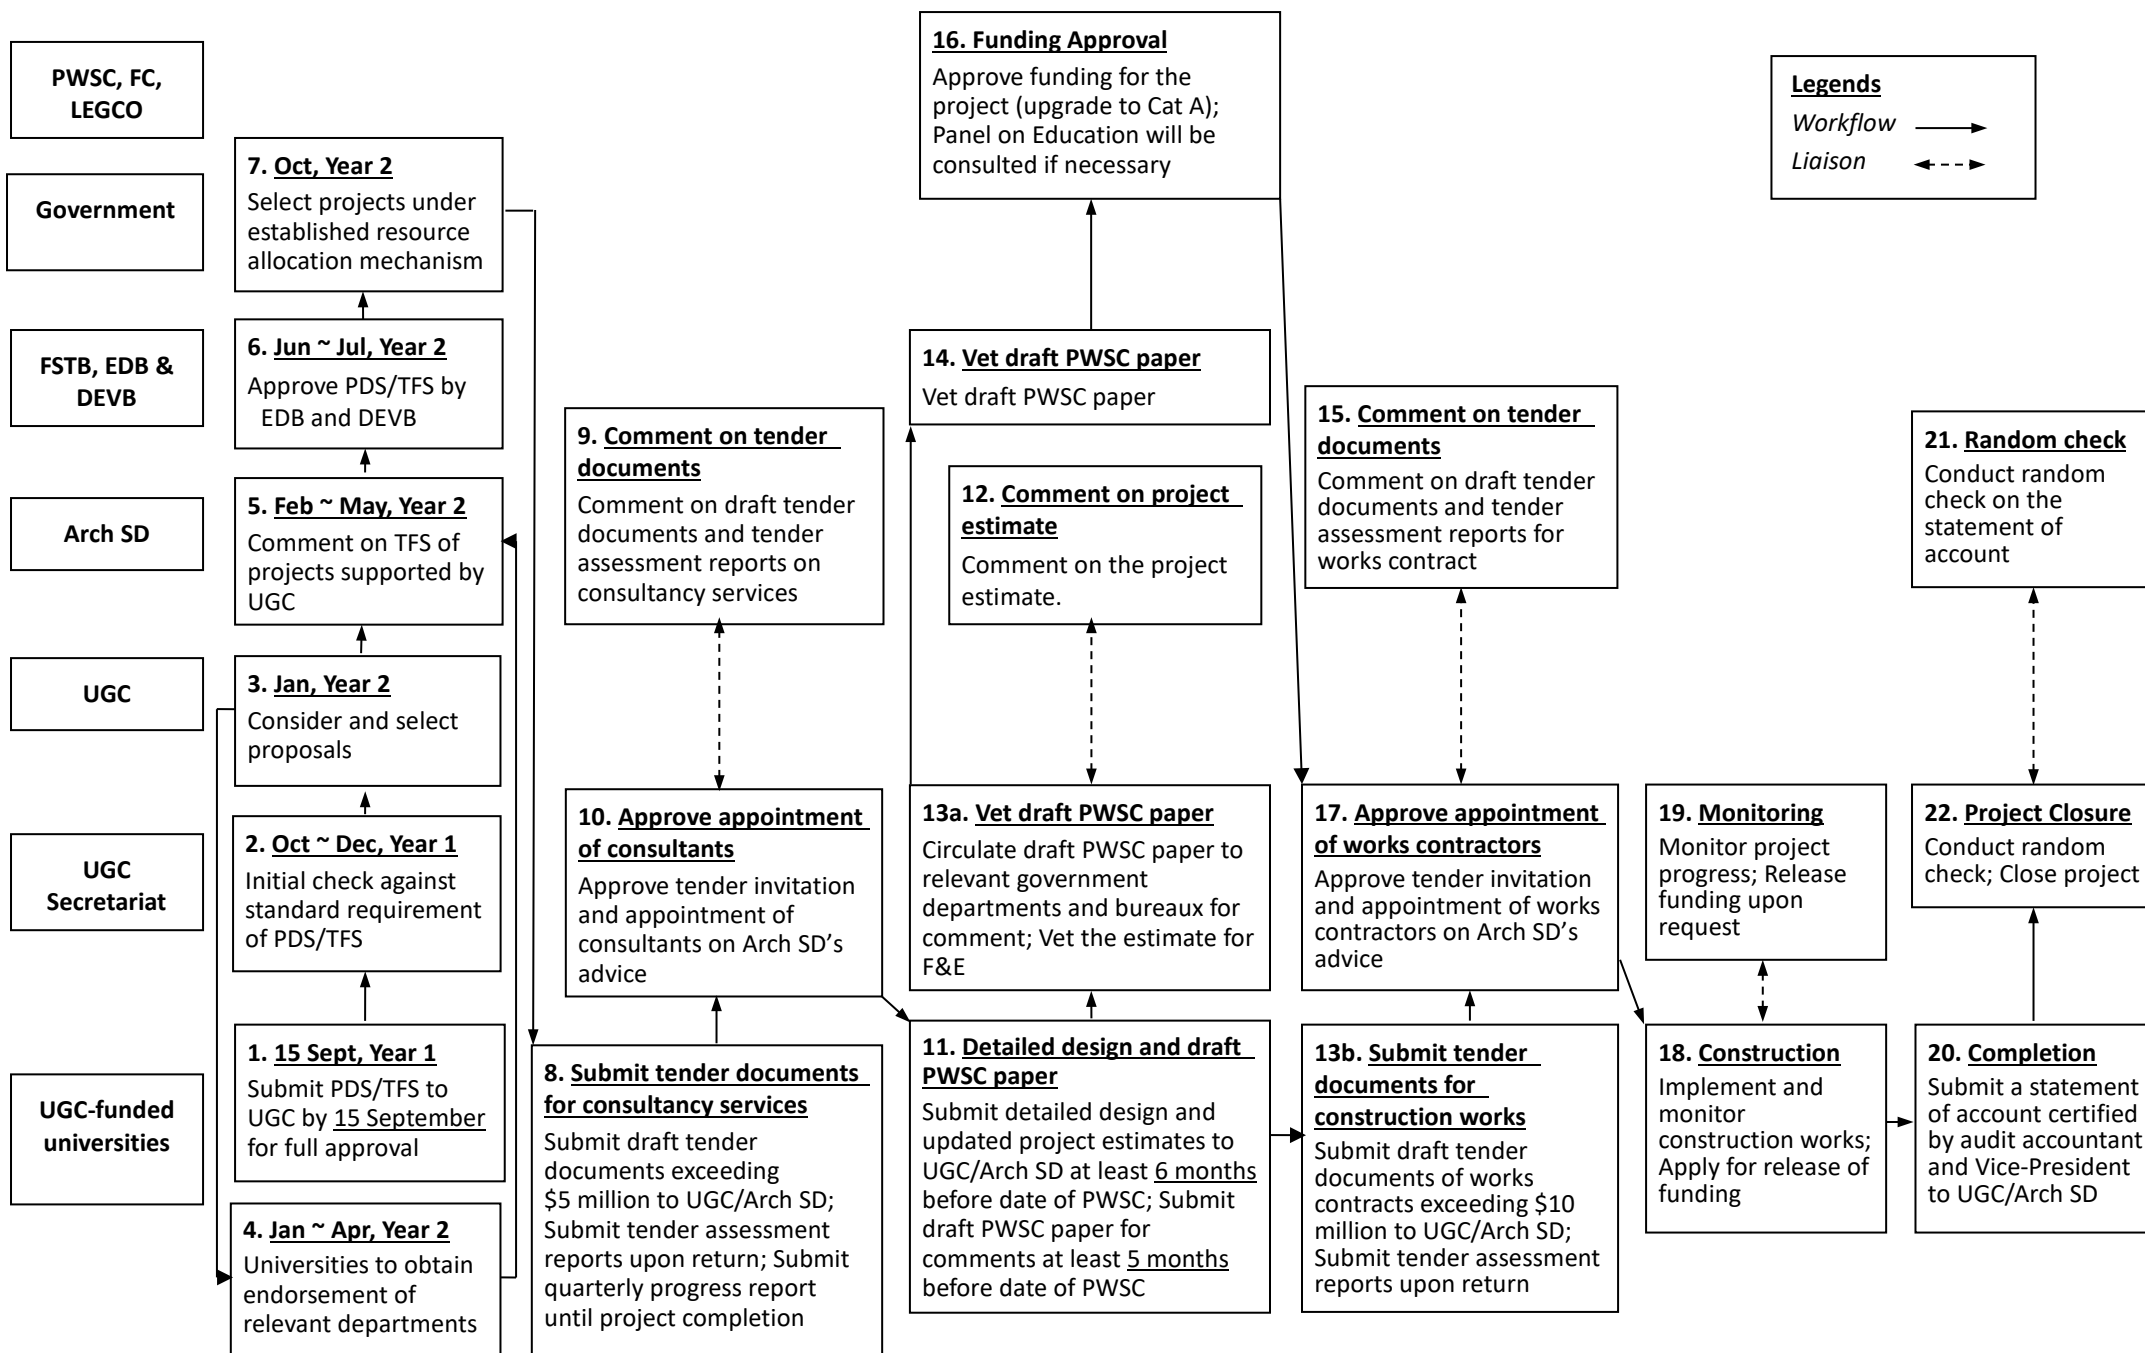 PWSC, FC,
LEGCO
Government
FSTB, EDB &
DEVB
Arch SD
UGC
UGC
Secretariat
UGC-funded
universities
7. Oct, Year 2
Select projects under
established resource
allocation mechanism
6. Jun ~ Jul, Year 2
Approve PDS/TFS by
EDB and DEVB
5. Feb ~ May, Year 2
Comment on TFS of
projects supported by
UGC
3. Jan, Year 2
Consider and select
proposals
2. Oct ~ Dec, Year 1
Initial check against
standard requirement
of PDS/TFS
1. 15 Sept, Year 1
Submit PDS/TFS to
UGC by 15 September
for full approval
4. Jan ~ Apr, Year 2
Universities to obtain
endorsement of
relevant departments
9. Comment on tender
documents
Comment on draft tender
documents and tender
assessment reports on
consultancy services
10. Approve appointment
of consultants
Approve tender invitation
and appointment of
consultants on Arch SD’s
advice
8. Submit tender documents
for consultancy services
Submit draft tender
documents exceeding
$5 million to UGC/Arch SD;
Submit tender assessment
reports upon return; Submit
quarterly progress report
until project completion
16. Funding Approval
Approve funding for the
project (upgrade to Cat A);
Panel on Education will be
consulted if necessary
14. Vet draft PWSC paper
Vet draft PWSC paper
12. Comment on project
estimate
Comment on the project
estimate.
13a. Vet draft PWSC paper
Circulate draft PWSC paper to
relevant government
departments and bureaux for
comment; Vet the estimate for
F&E
11. Detailed design and draft
PWSC paper
Submit detailed design and
updated project estimates to
UGC/Arch SD at least 6 months
before date of PWSC; Submit
draft PWSC paper for
comments at least 5 months
before date of PWSC
15. Comment on tender
documents
Comment on draft tender
documents and tender
assessment reports for
works contract
17. Approve appointment
of works contractors
Approve tender invitation
and appointment of works
contractors on Arch SD’s
advice
13b. Submit tender
documents for
construction works
Submit draft tender
documents of works
contracts exceeding $10
million to UGC/Arch SD;
Submit tender assessment
reports upon return
Legends
Workflow
Liaison
19. Monitoring
Monitor project
progress; Release
funding upon
request
18. Construction
Implement and
monitor
construction works;
Apply for release of
funding
21. Random check
Conduct random
check on the
statement of
account
22. Project Closure
Conduct random
check; Close project
20. Completion
Submit a statement
of account certified
by audit accountant
and Vice-President
to UGC/Arch SD